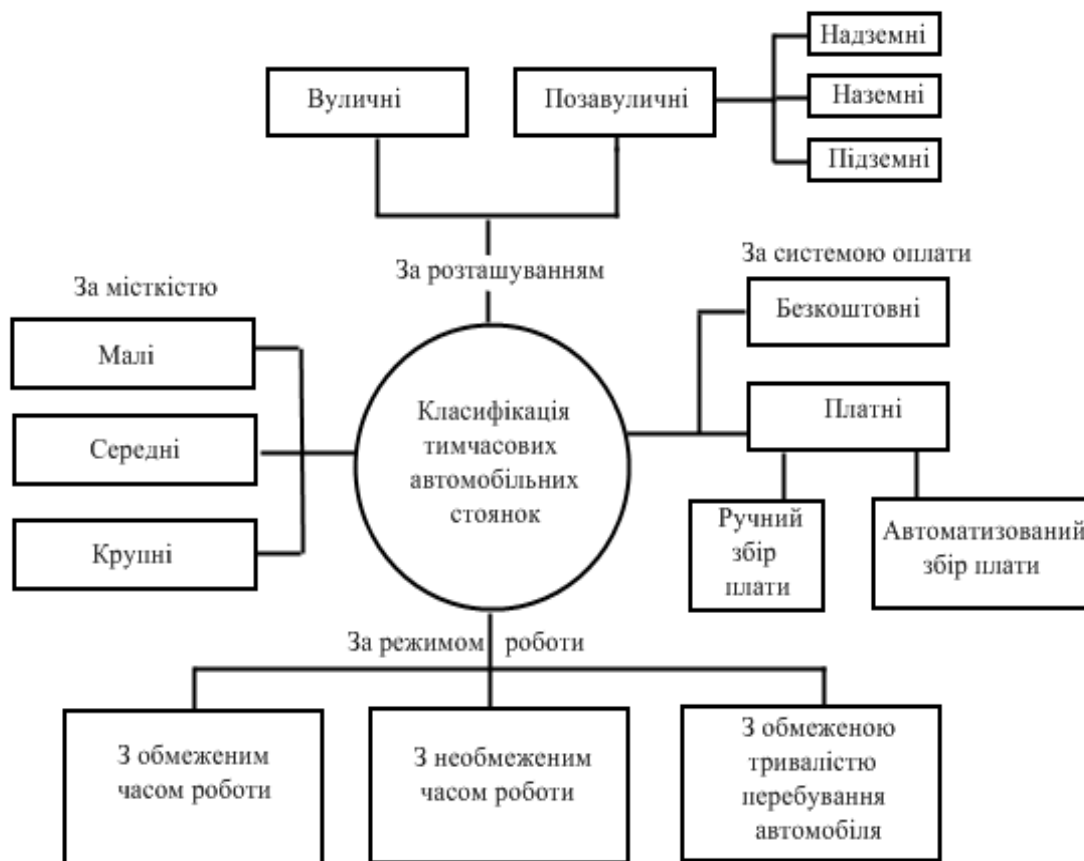 Надземні
Вуличні
Позавуличні
Наземні
Підземні
За розташуванням
За системою оплати
За місткістю
Безкоштовні
Малі
Платні
Класифікація
тимчасових
автомобільних
стоянок
Середні
Крупні
Ручний
збір
плати
Автоматизований
збір плати
За режимом роботи
З обмеженим
часом роботи
З необмеженим
часом роботи
З обмеженою
тривалістю
перебування
автомобіля